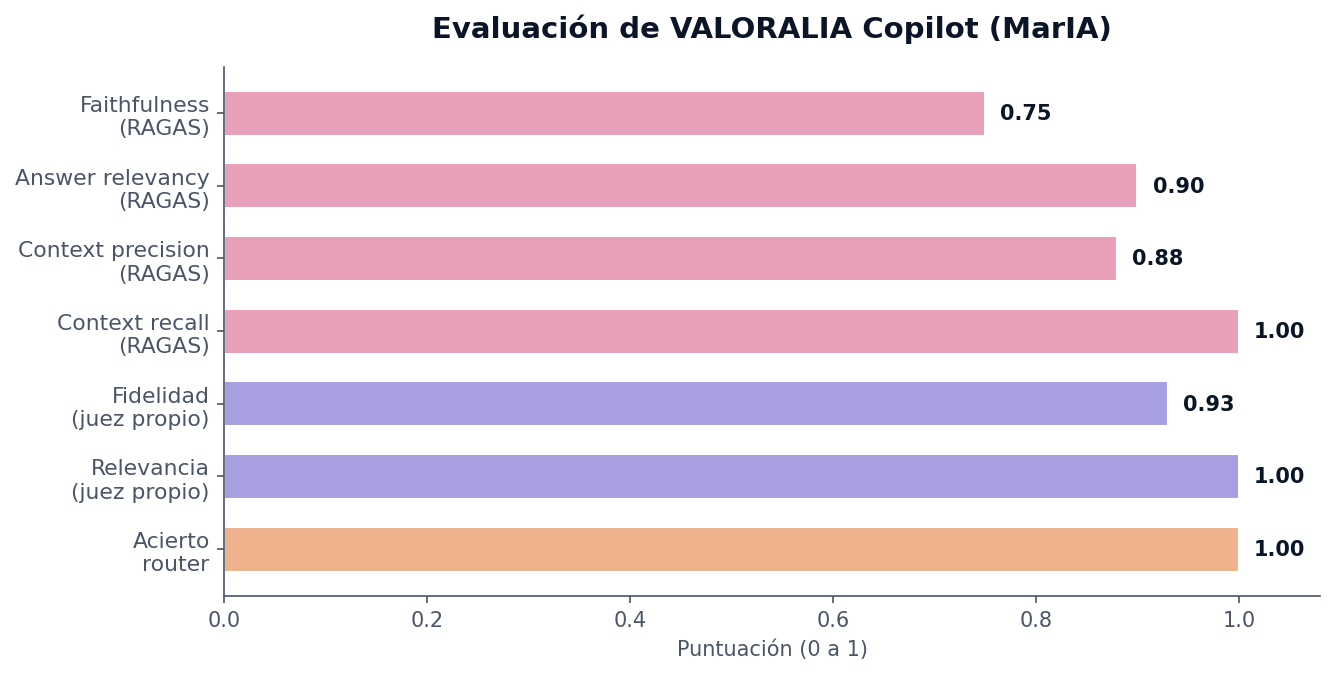 Evaluación de VALORALIA Copilot (MarIA)
Faithfulness
(RAGAS)
0.75
Answer relevancy
(RAGAS)
0.90
Context precision
(RAGAS)
0.88
Context recall
(RAGAS)
1.00
Fidelidad
(juez propio)
0.93
Relevancia
(juez propio)
1.00
Acierto
router
1.00
0.0 0.2 0.4 0.6 0.8 1.0
Puntuación (0 a 1)